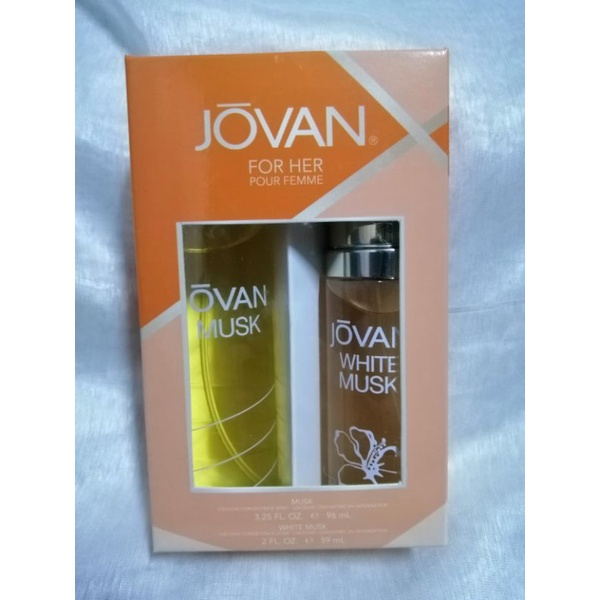 JŌVAN®
FOR HER
POUR FEMME
ŌVAN
MUSK
JŌVAN
WHITE
MUSK
MUSK
3.25 FL. OZ. ℮ 96 mL
WHITE MUSK
2 FL. OZ. ℮ 59 mL